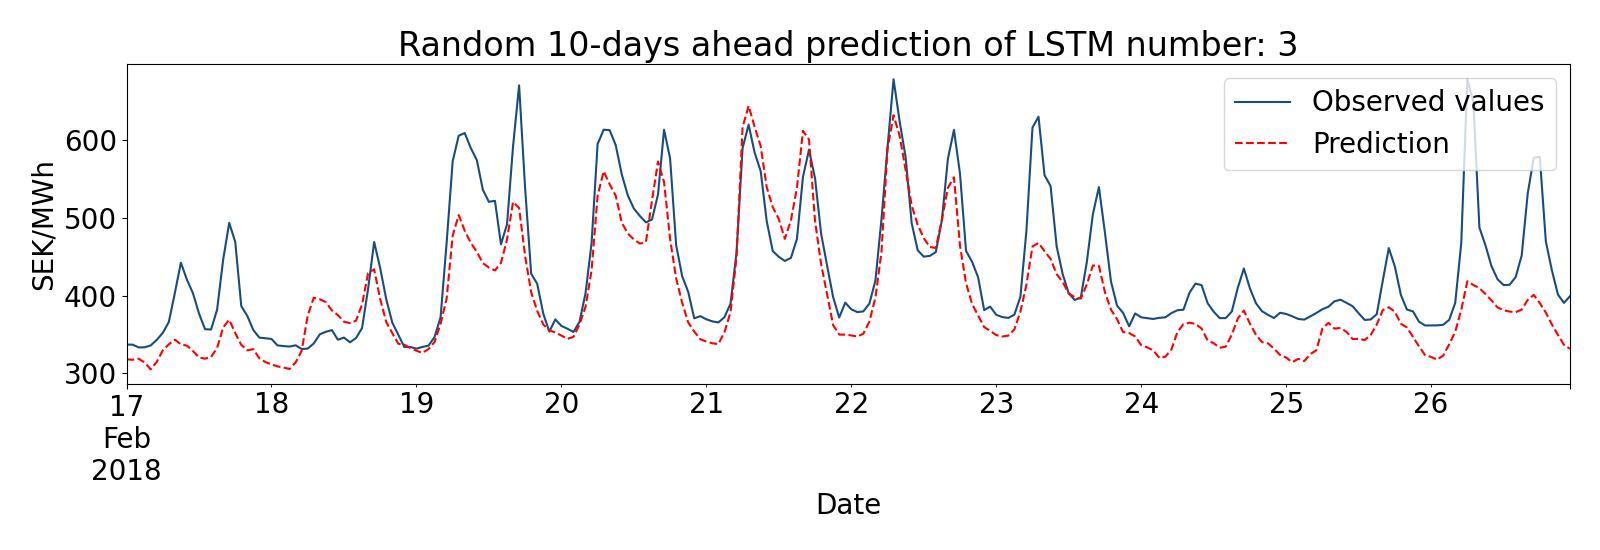 Random 10-days ahead prediction of LSTM number: 3
SEK/MWh
600
500
400
300
Observed values
Prediction
17 18 19 20 21 22 23 24 25 26
Feb
2018
Date